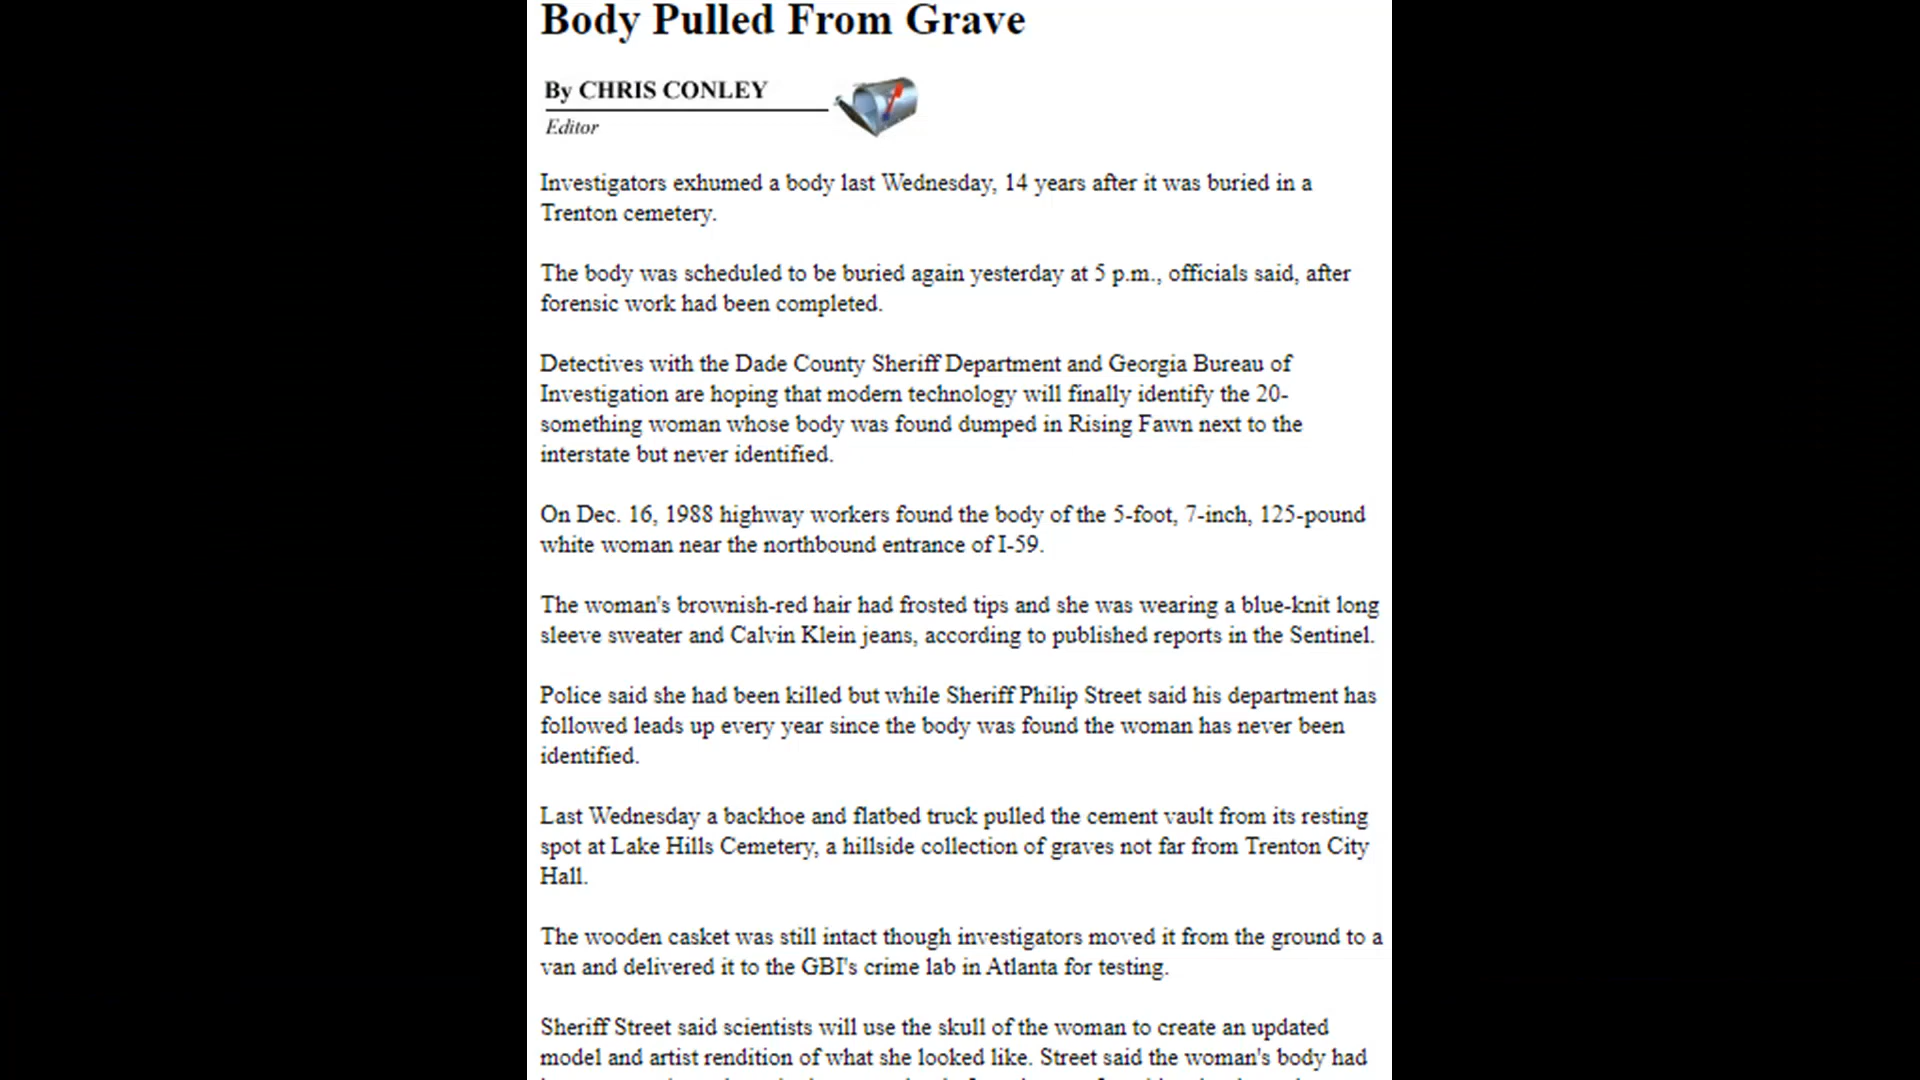 Body Pulled From Grave
By CHRIS CONLEY
Editor
Investigators exhumed a body last Wednesday, 14 years after it was buried in a
Trenton cemetery.
The body was scheduled to be buried again yesterday at 5 p.m., officials said, after
forensic work had been completed.
Detectives with the Dade County Sheriff Department and Georgia Bureau of
Investigation are hoping that modern technology will finally identify the 20-
something woman whose body was found dumped in Rising Fawn next to the
interstate but never identified.
On Dec. 16, 1988 highway workers found the body of the 5-foot, 7-inch, 125-pound
white woman near the northbound entrance of I-59.
The woman's brownish-red hair had frosted tips and she was wearing a blue-knit long
sleeve sweater and Calvin Klein jeans, according to published reports in the Sentinel.
Police said she had been killed but while Sheriff Philip Street said his department has
followed leads up every year since the body was found the woman has never been
identified.
Last Wednesday a backhoe and flatbed truck pulled the cement vault from its resting
spot at Lake Hills Cemetery, a hillside collection of graves not far from Trenton City
Hall.
The wooden casket was still intact though investigators moved it from the ground to a
van and delivered it to the GBI's crime lab in Atlanta for testing.
Sheriff Street said scientists will use the skull of the woman to create an updated
model and artist rendition of what she looked like. Street said the woman's body had